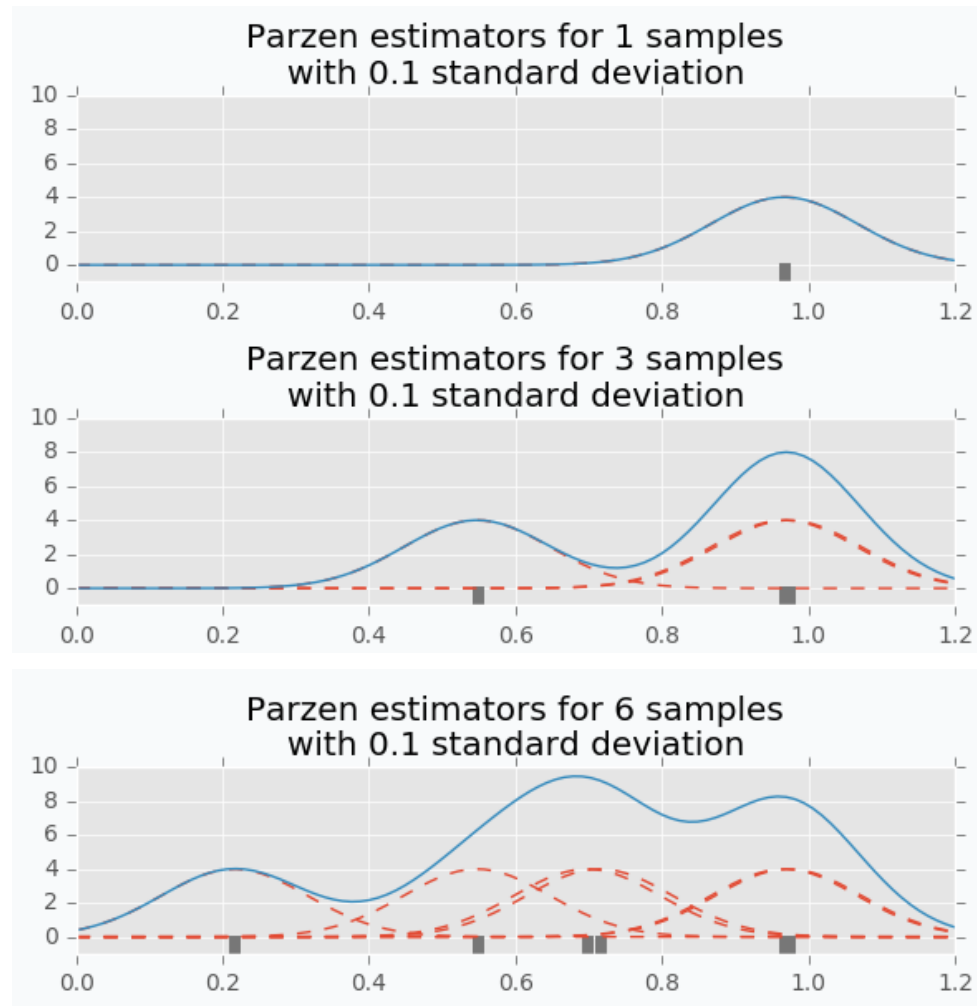 Parzen estimators for 1 samples
with 0.1 standard deviation
10
8
6
4
2
0
0.0 0.2 0.4 0.6 0.8 1.0 1.2
Parzen estimators for 3 samples
with 0.1 standard deviation
10
8
6
4
2
0
0.0 0.2 0.4 0.6 0.8 1.0 1.2
Parzen estimators for 6 samples
with 0.1 standard deviation
10
8
6
4
2
0
0.0 0.2 0.4 0.6 0.8 1.0 1.2